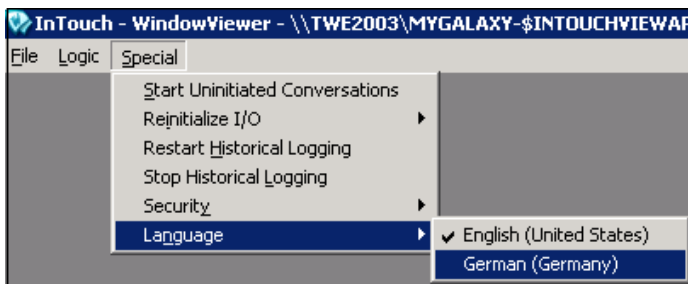 InTouch - WindowViewer - \\TWE2003\MYGALAXY-$INTOUCHVIEWAP
File Logic Special
Start Uninitiated Conversations
Reinitialize I/O
Restart Historical Logging
Stop Historical Logging
Security
Language
English (United States)
German (Germany)